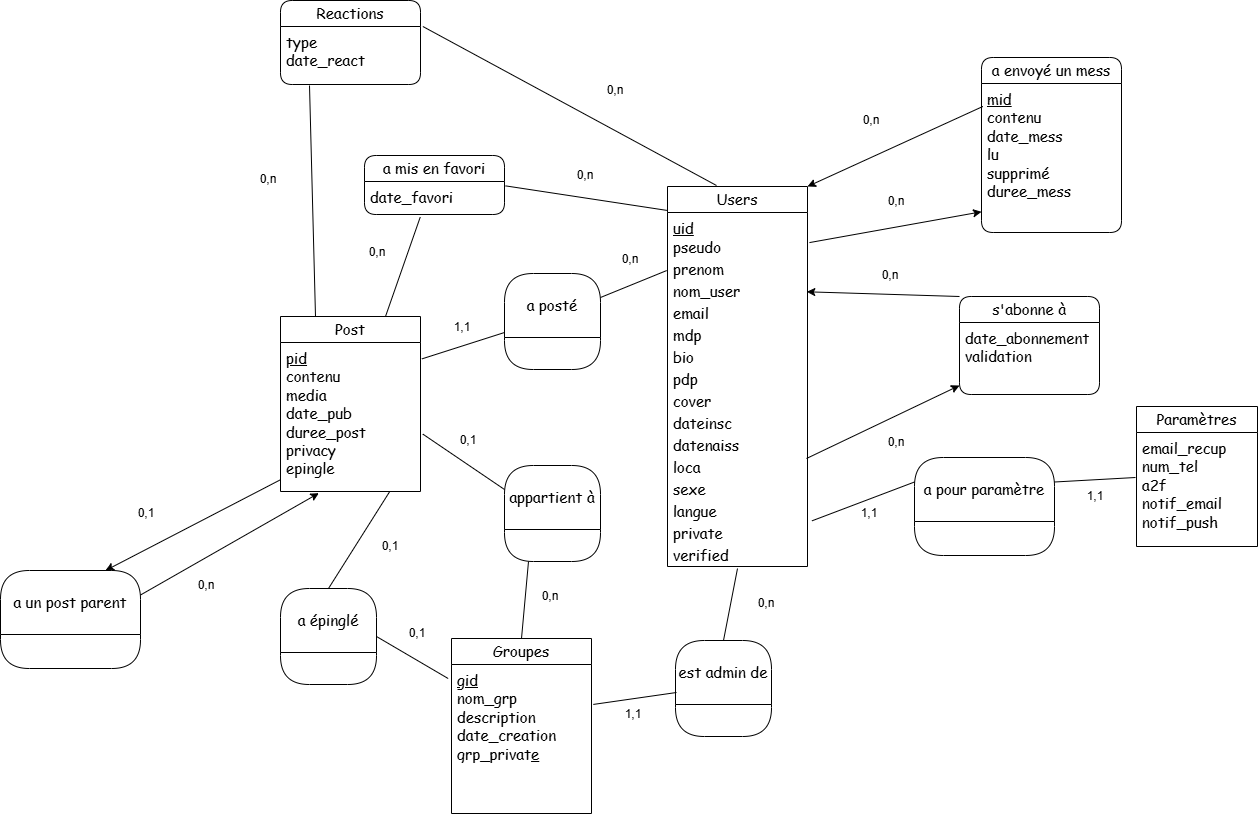 Reactions
type
date_react
0,n
0,n
a envoyé un mess
mid
contenu
date_mess
lu
supprimé
duree_mess
0,n
0,n
a mis en favori
date_favori
0,n
0,n
Users
uid
pseudo
prenom
nom_user
email
mdp
bio
pdp
cover
dateinsc
datenaiss
loca
sexe
langue
private
verified
a posté
0,n
1,1
s'abonne à
date_abonnement
validation
0,n
0,n
Post
pid
contenu
media
date_pub
duree_post
privacy
epingle
Paramètres
email_recup
num_tel
a2f
notif_email
notif_push
a pour paramètre
1,1
1,1
0,1
appartient à
0,n
0,1
0,n
a un post parent
0,1
a épinglé
0,1
Groupes
gid
nom_grp
description
date_creation
grp_private
0,n
est admin de
1,1